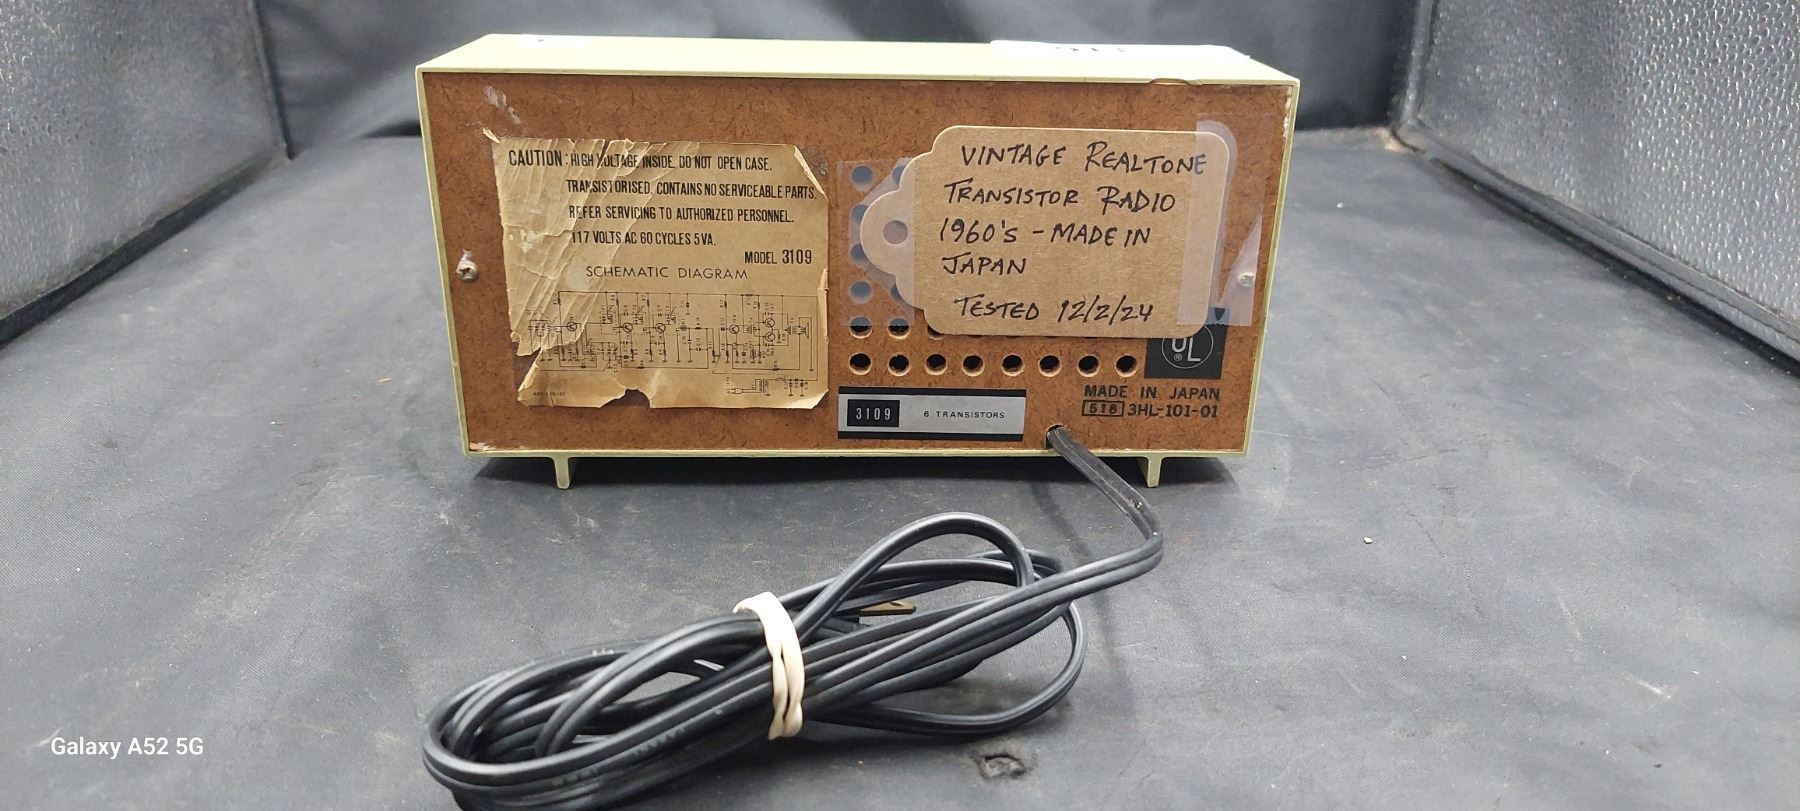 CAUTION: HIGH VOLTAGE INSIDE. DO NOT OPEN CASE.
TRANSISTORISED. CONTAINS NO SERVICEABLE PARTS.
REFER SERVICING TO AUTHORIZED PERSONNEL.
117 VOLTS AC 60 CYCLES 5VA.
MODEL 3109
SCHEMATIC DIAGRAM
VINTAGE REALTONE
TRANSISTOR RADIO
1960's - MADE IN
JAPAN
TESTED 12/2/24
UL
®
MADE IN JAPAN
518 3HL-101-01
3109 6 TRANSISTORS
Galaxy A52 5G